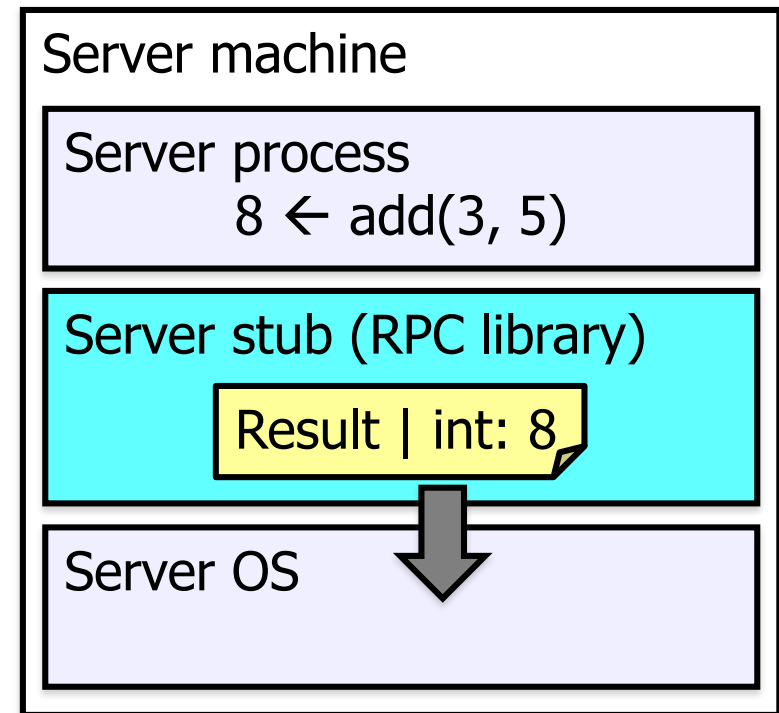 Server machine
Server process
8 ← add(3, 5)
Server stub (RPC library)
Result | int: 8
Server OS